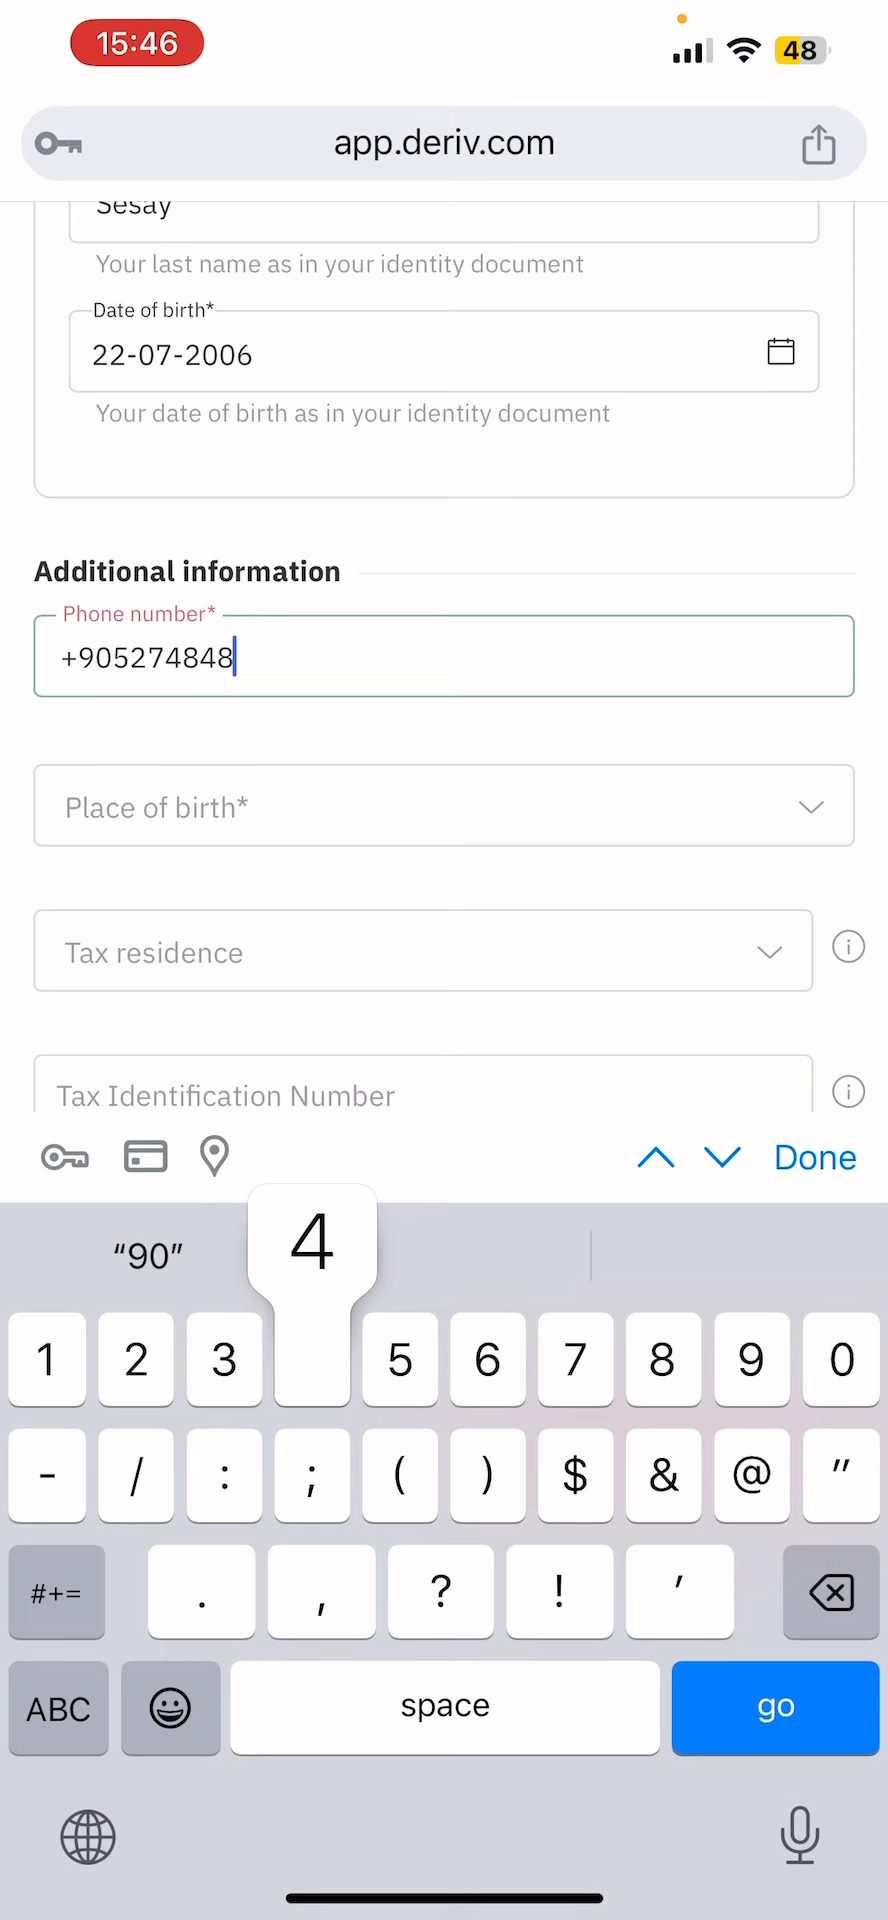 15:46
48
app.deriv.com
Sesay
Your last name as in your identity document
Date of birth*
22-07-2006
Your date of birth as in your identity document
Additional information
Phone number*
+905274848
Place of birth*
Tax residence
Tax Identification Number
Done
“90”
4
1 2 3 5 6 7 8 9 0
- / : ; ( ) $ & @ "
#+= . , ? ! '
ABC space go